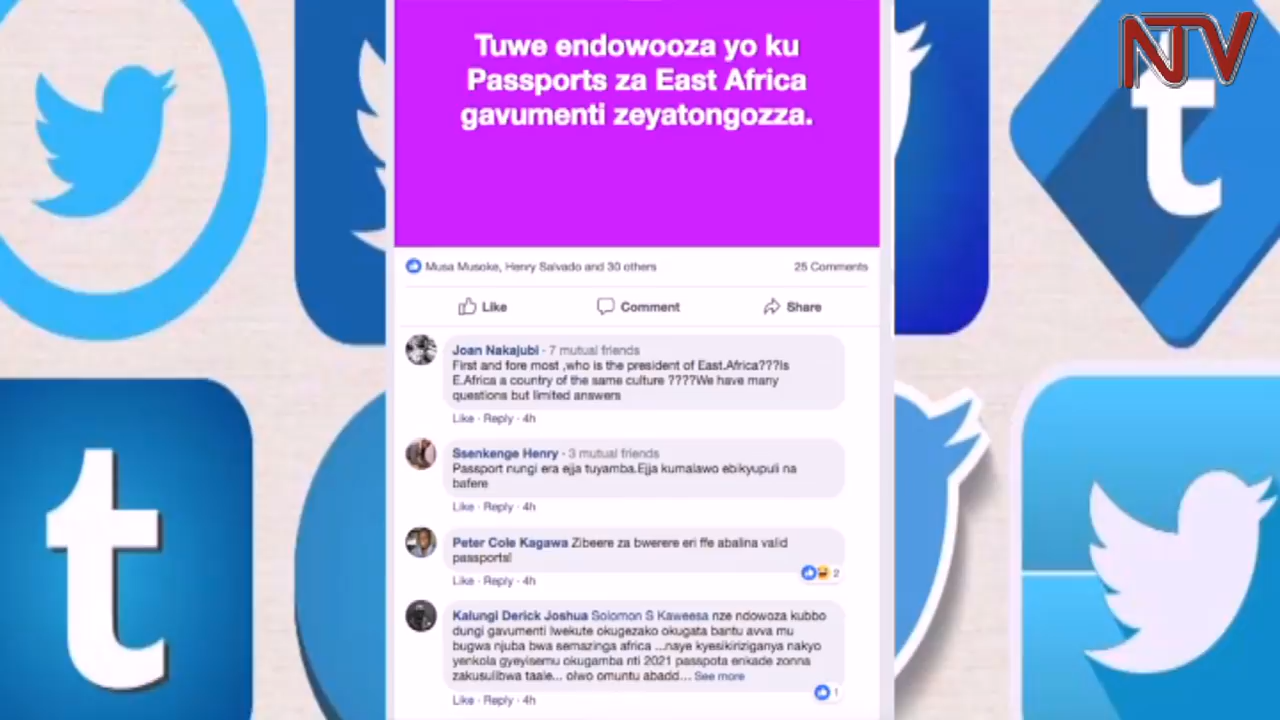 NTV
Tuwe endowooza yo ku
Passports za East Africa
gavumenti zeyatongozza.
Musa Musoke, Henry Salvado and 30 others
25 Comments
Like
Comment
Share
Joan Nakajubi · 7 mutual friends
First and fore most ,who is the president of East.Africa???Is
E.Africa a country of the same culture ????We have many
questions but limited answers
Like · Reply · 4h
Ssenkenge Henry · 3 mutual friends
Passport nungi era ejja tuyamba.Ejja kumalawo ebikyupuli na
bafere
Like · Reply · 4h
Peter Cole Kagawa Zibeere za bwerere eri ffe abalina valid
passports!
2
Like · Reply · 4h
Kalungi Derick Joshua Solomon S Kaweesa nze ndowoza kubbo
dungi gavumenti lwekute okugezako okugata bantu avva mu
bugwa njuba bwa semazinga africa ...naye kyesikiriziganya nakyo
yenkola gyeyisemu okugamba nti 2021 passpota enkade zonna
zakusulibwa taale... olwo omuntu abadd... See more
1
Like · Reply · 4h
t
t